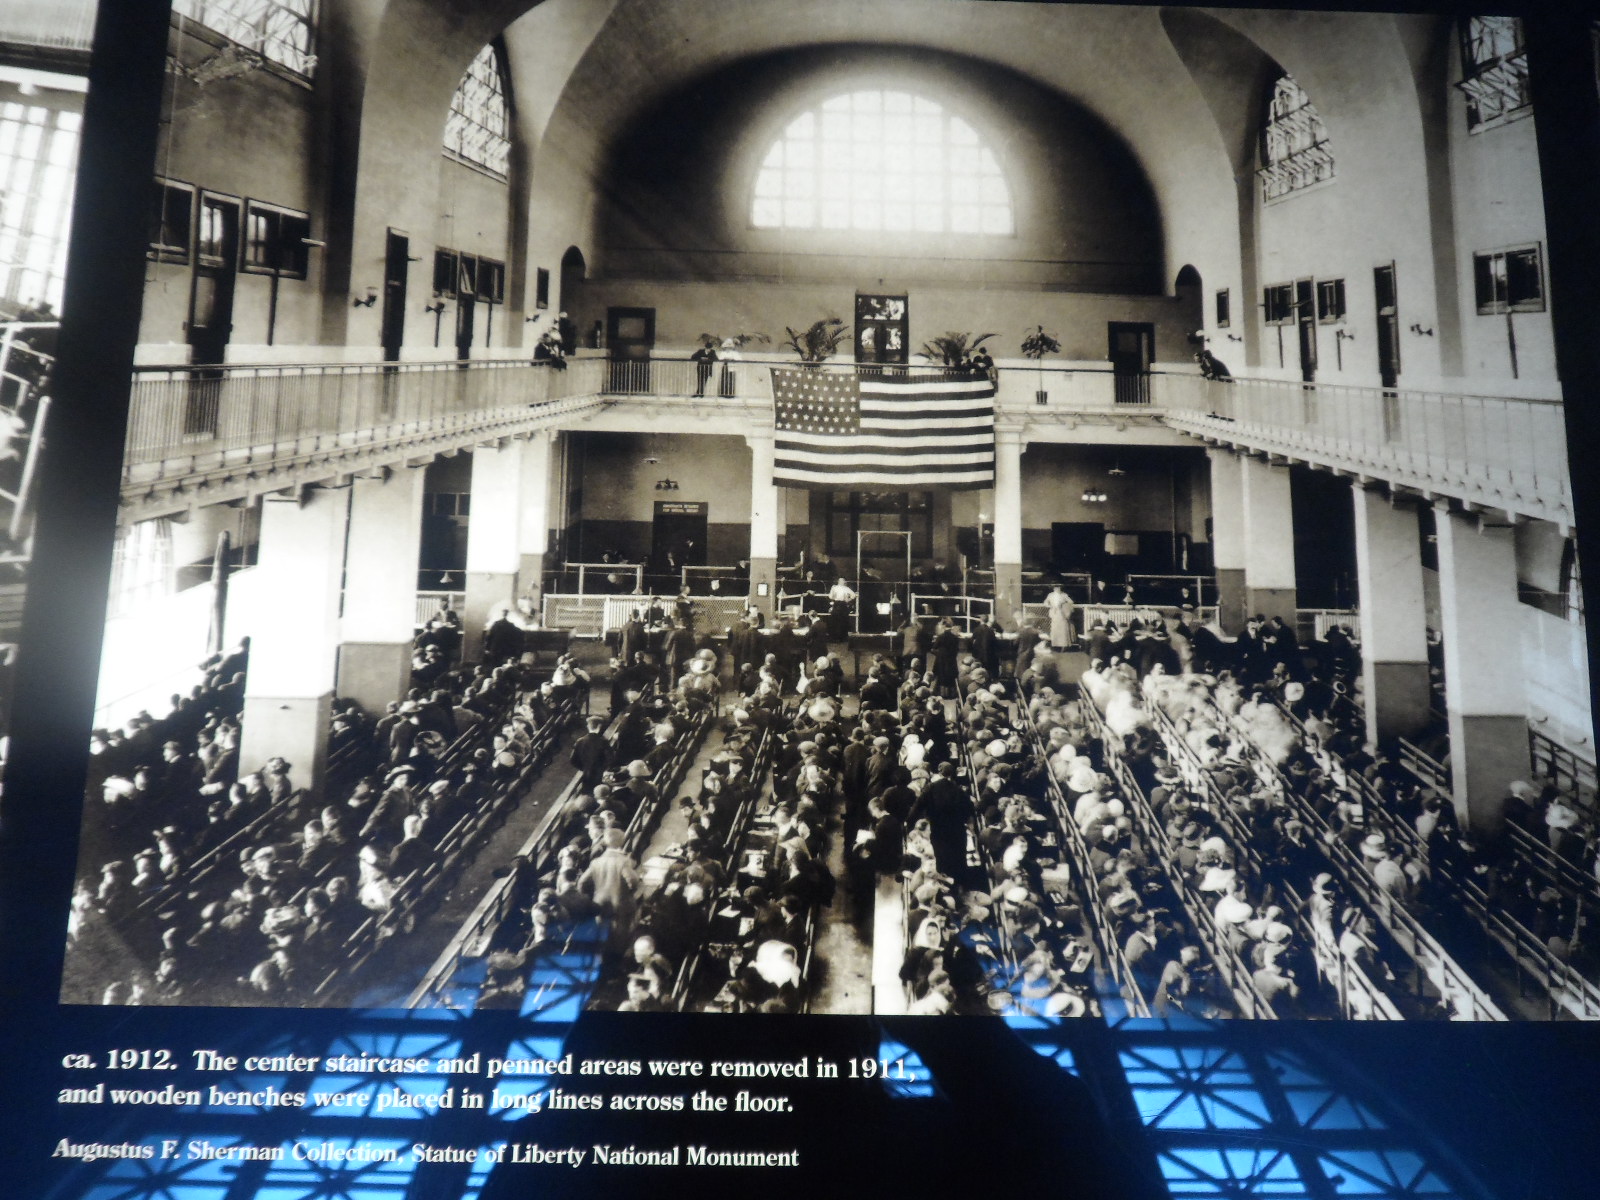 ca. 1912. The center staircase and penned areas were removed in 1911,
and wooden benches were placed in long lines across the floor.
Augustus F. Sherman Collection, Statue of Liberty National Monument